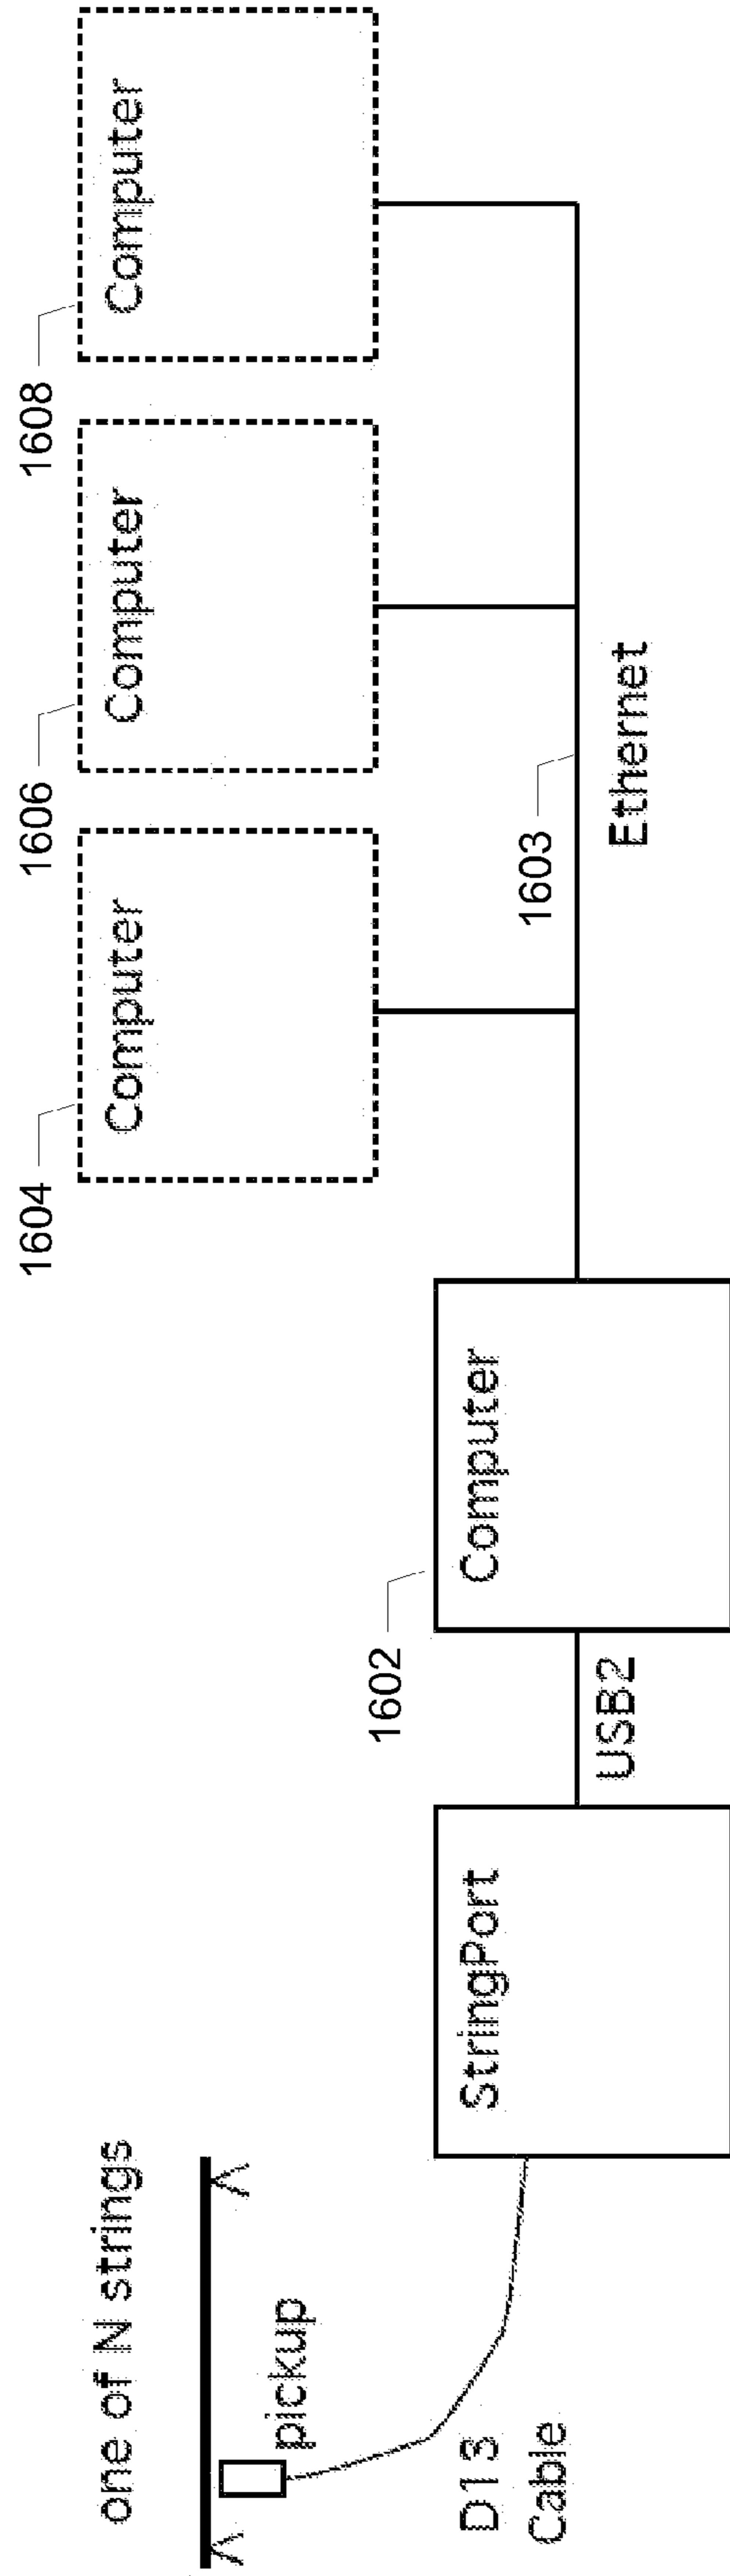 one of N strings
pickup
D13
Cable
StringPort
USB2
1602
Computer
1604
Computer
1606
Computer
1608
Computer
1603
Ethernet